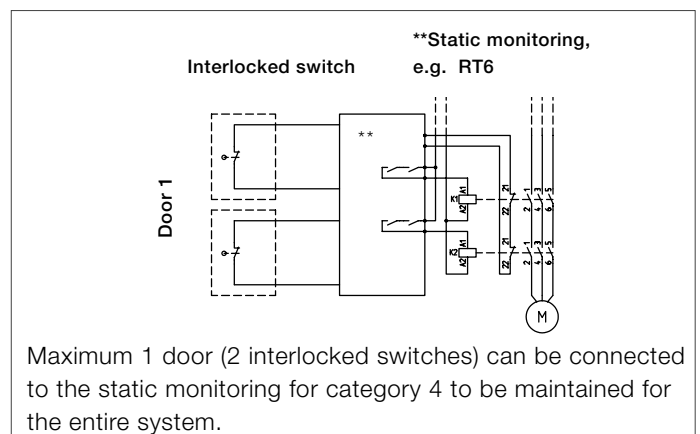 **Static monitoring,
Interlocked switch e.g. RT6
**
Door 1
21 1 3 5
K1 A1 A2
22 2 4 6
21 1 3 5
K2 A1 A2
22 2 4 6
M
Maximum 1 door (2 interlocked switches) can be connected
to the static monitoring for category 4 to be maintained for
the entire system.